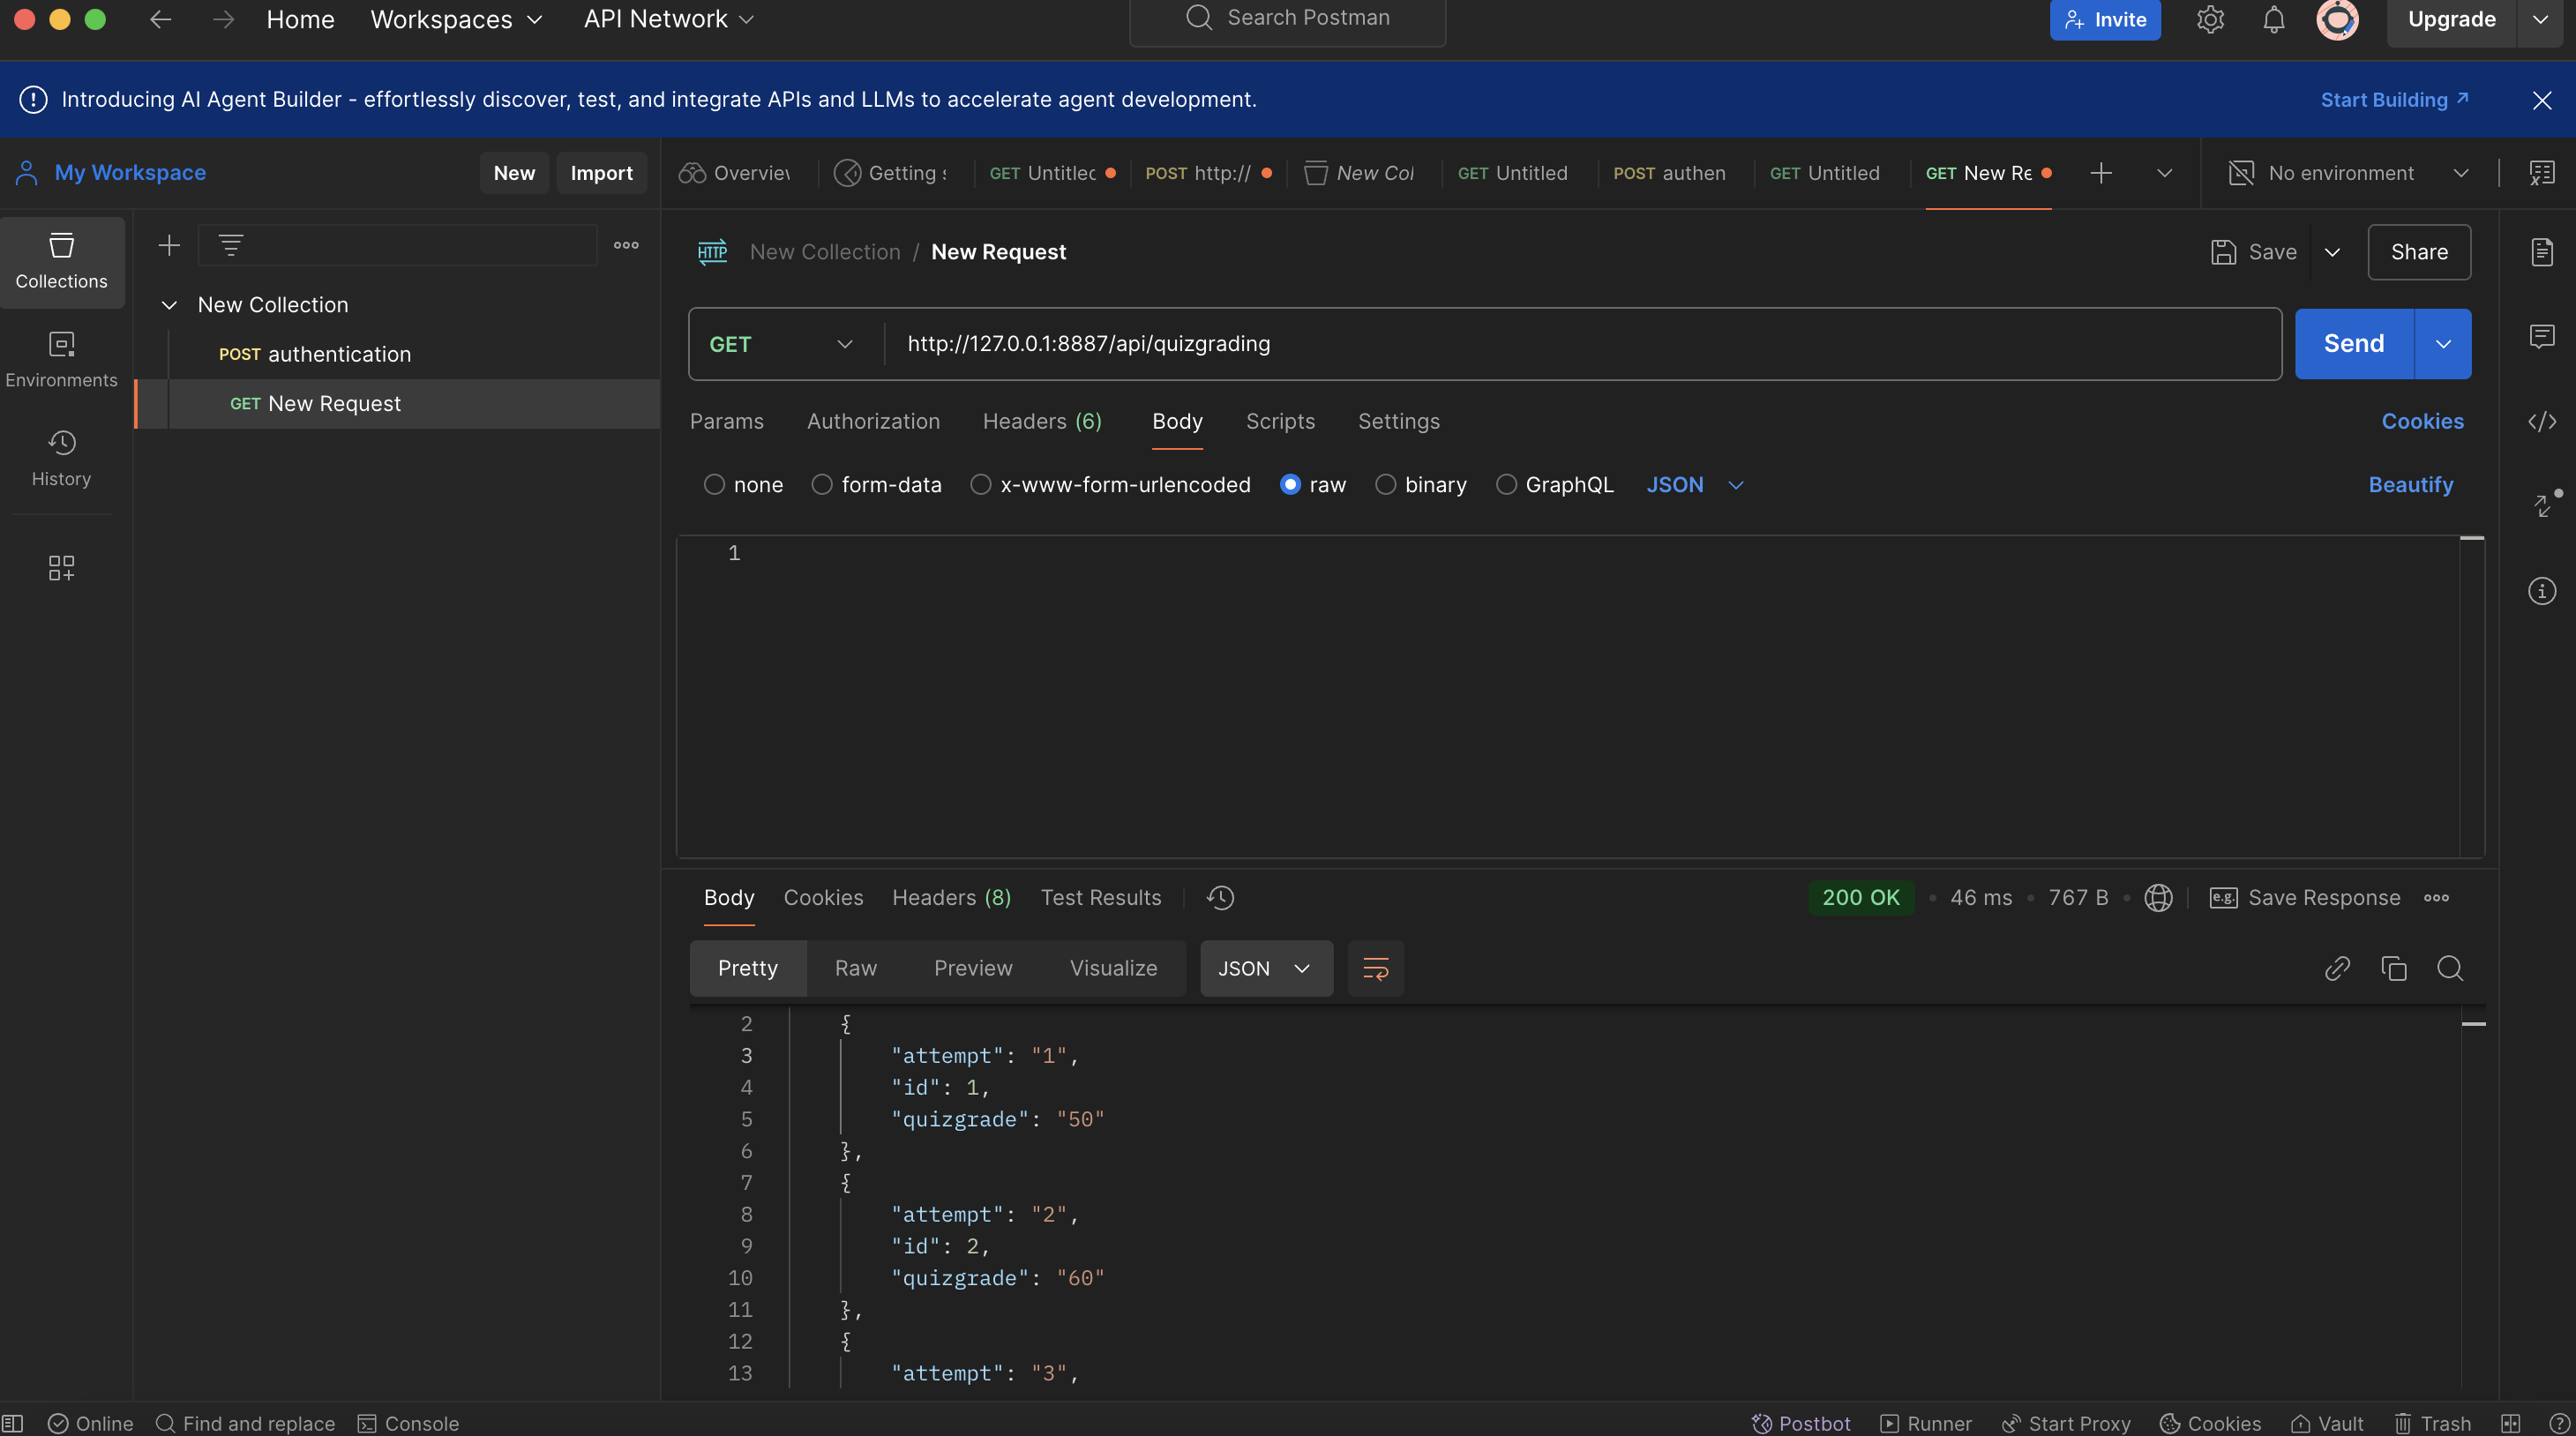 Home Workspaces API Network Search Postman Invite Upgrade
Introducing AI Agent Builder - effortlessly discover, test, and integrate APIs and LLMs to accelerate agent development. Start Building
My Workspace New Import Overview Getting s GET Untitled POST http:// New Col GET Untitled POST authen GET Untitled GET New Re No environment
Collections
New Collection / New Request Save Share
New Collection
POST authentication
GET http://127.0.0.1:8887/api/quizgrading Send
Environments
GET New Request
Params Authorization Headers (6) Body Scripts Settings Cookies
History
none form-data x-www-form-urlencoded raw binary GraphQL JSON Beautify
1
Body Cookies Headers (8) Test Results 200 OK • 46 ms • 767 B • e.g. Save Response
Pretty Raw Preview Visualize JSON
2 {
3 "attempt": "1",
4 "id": 1,
5 "quizgrade": "50"
6 },
7 {
8 "attempt": "2",
9 "id": 2,
10 "quizgrade": "60"
11 },
12 {
13 "attempt": "3",
Online Find and replace Console Postbot Runner Start Proxy Cookies Vault Trash